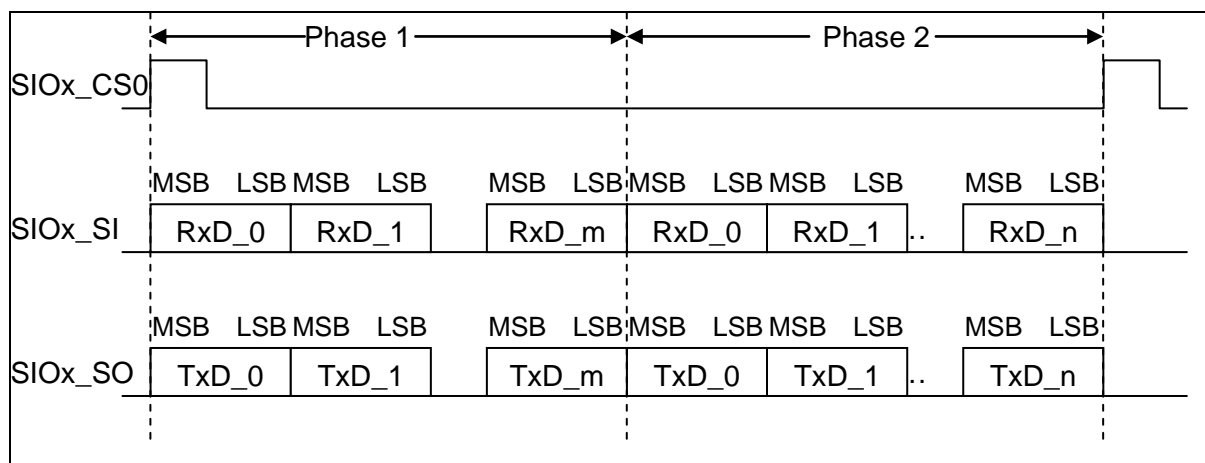 Phase 1 Phase 2
SIOx_CS0
MSB LSB MSB LSB MSB LSB MSB LSB MSB LSB MSB LSB
SIOx_SI RxD_0 RxD_1 RxD_m RxD_0 RxD_1 .. RxD_n
MSB LSB MSB LSB MSB LSB MSB LSB MSB LSB MSB LSB
SIOx_SO TxD_0 TxD_1 TxD_m TxD_0 TxD_1 .. TxD_n